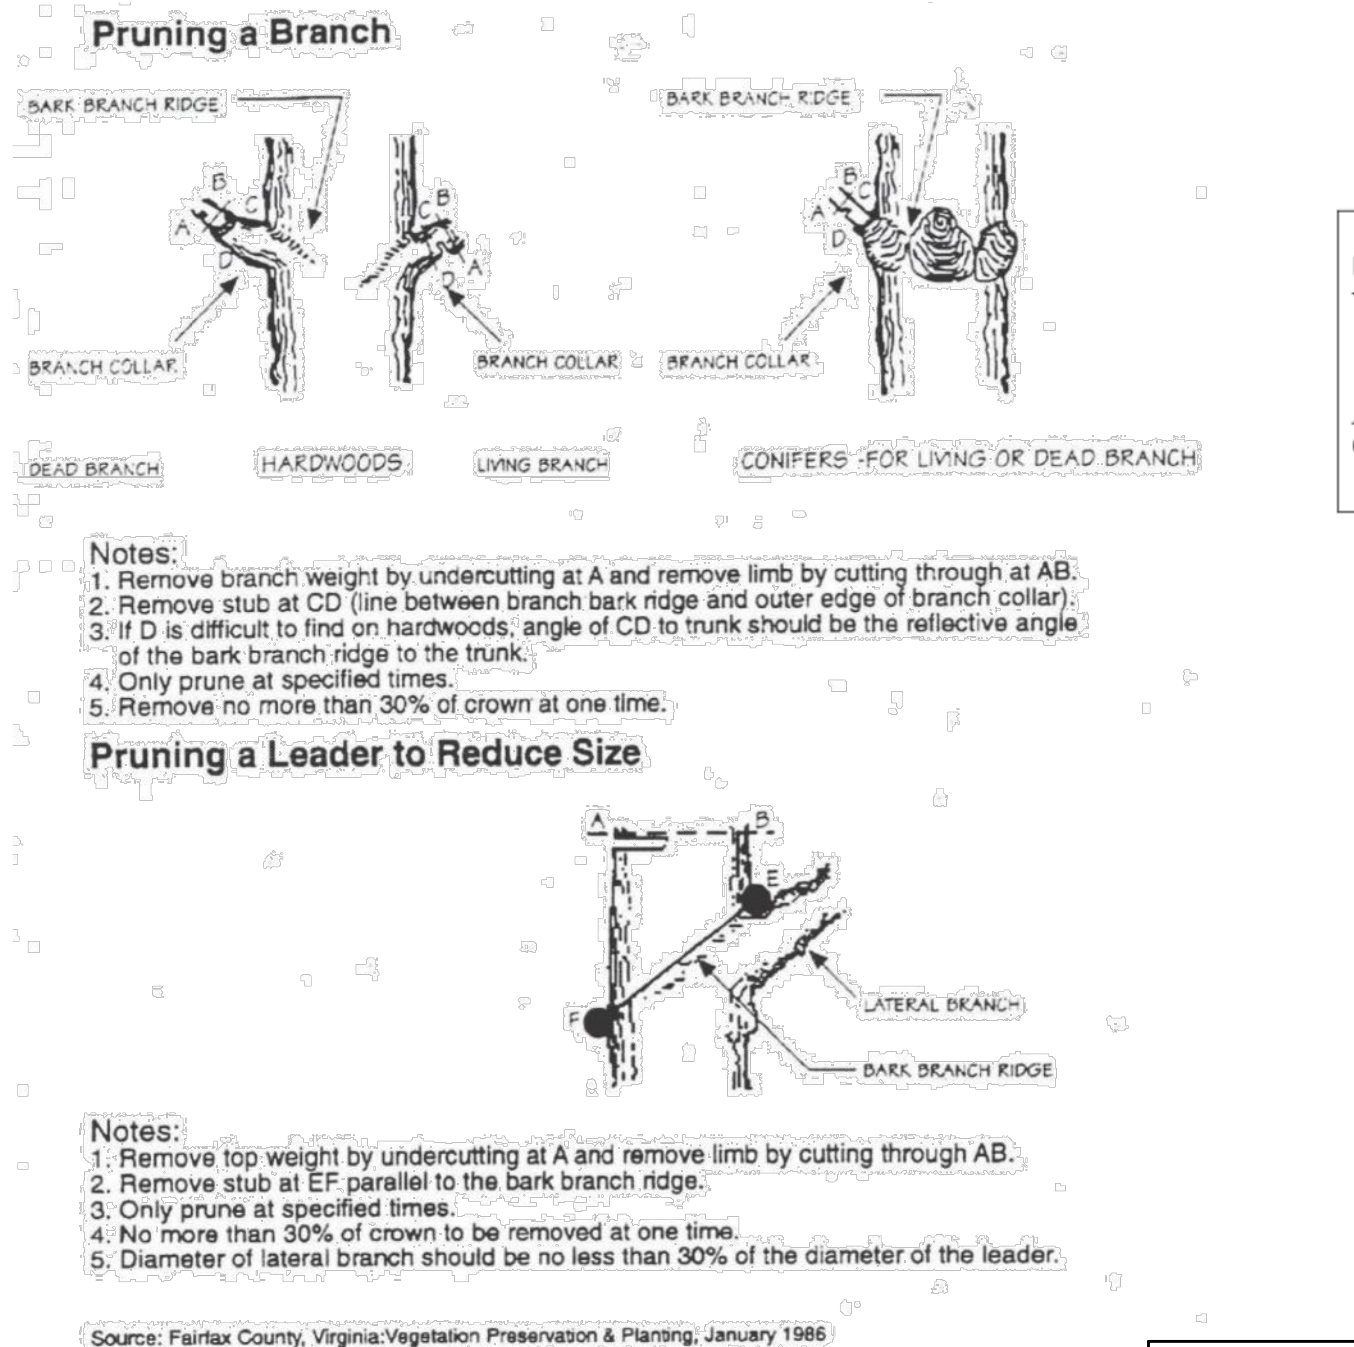 Pruning a Branch
BARK BRANCH RIDGE
BARK BRANCH RIDGE
B
C
A
D
B
C
A
D
B
C
A
D
BRANCH COLLAR
BRANCH COLLAR
BRANCH COLLAR
DEAD BRANCH
HARDWOODS
LIVING BRANCH
CONIFERS - FOR LIVING OR DEAD BRANCH
Notes:
1. Remove branch weight by undercutting at A and remove limb by cutting through at AB.
2. Remove stub at CD (line between branch bark ridge and outer edge of branch collar).
3. If D is difficult to find on hardwoods, angle of CD to trunk should be the reflective angle
of the bark branch ridge to the trunk.
4. Only prune at specified times.
5. Remove no more than 30% of crown at one time.
Pruning a Leader to Reduce Size
A
B
E
F
LATERAL BRANCH
BARK BRANCH RIDGE
Notes:
1. Remove top weight by undercutting at A and remove limb by cutting through AB.
2. Remove stub at EF parallel to the bark branch ridge.
3. Only prune at specified times.
4. No more than 30% of crown to be removed at one time.
5. Diameter of lateral branch should be no less than 30% of the diameter of the leader.
Source: Fairfax County, Virginia: Vegetation Preservation & Planting, January 1986